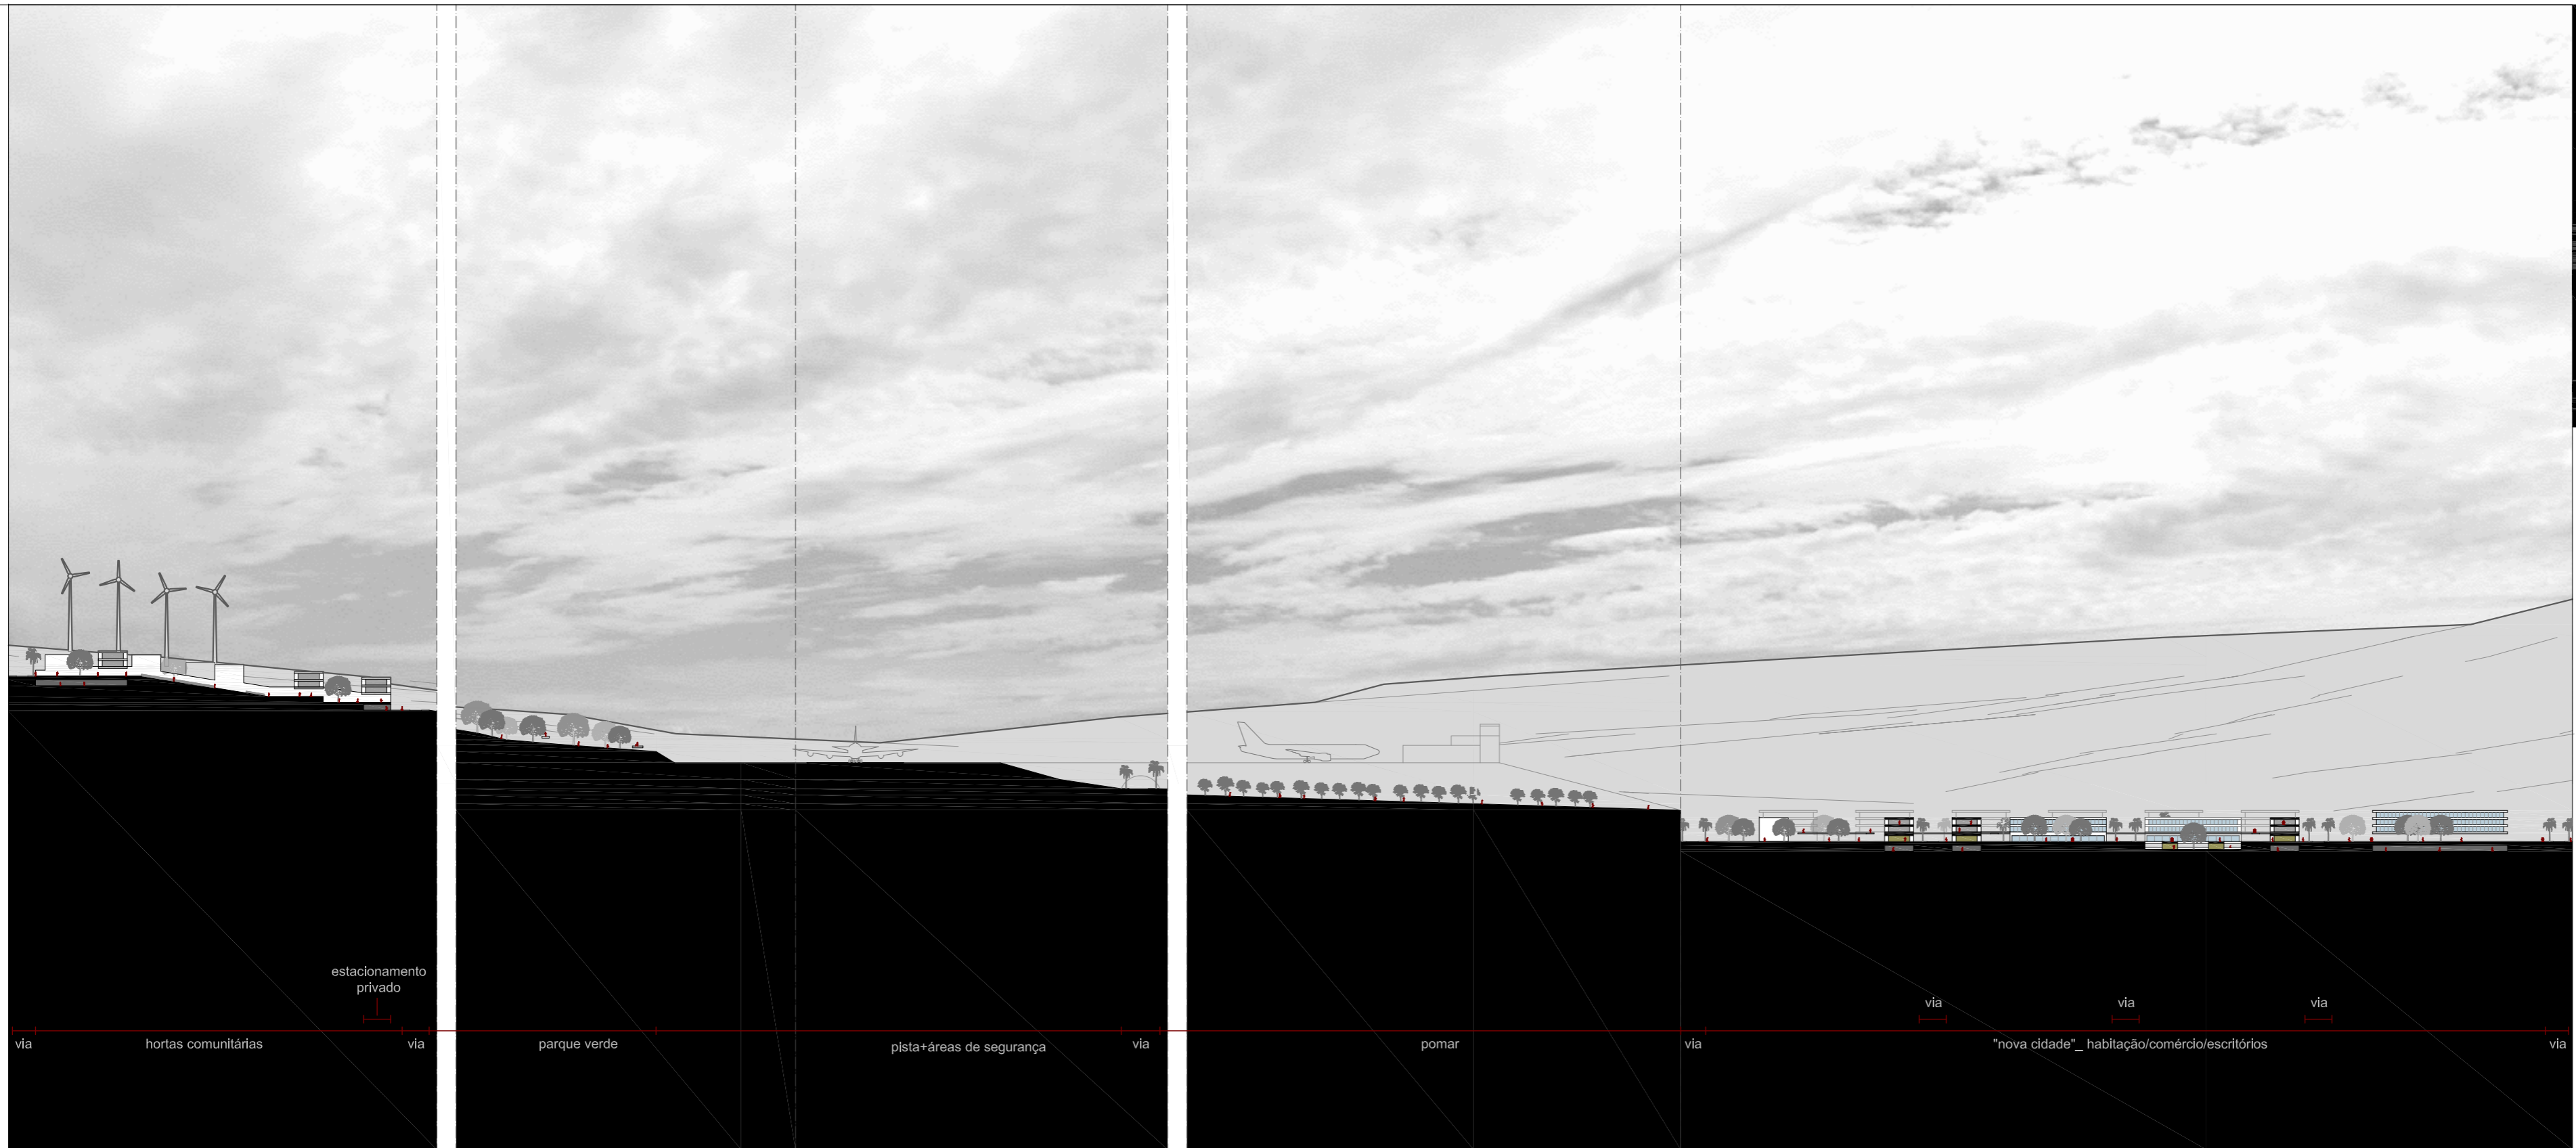 estacionamento
privado
via
via
via
via
hortas comunitárias
via
parque verde
pista+áreas de segurança
via
pomar
via
"nova cidade"_ habitação/comércio/escritórios
via